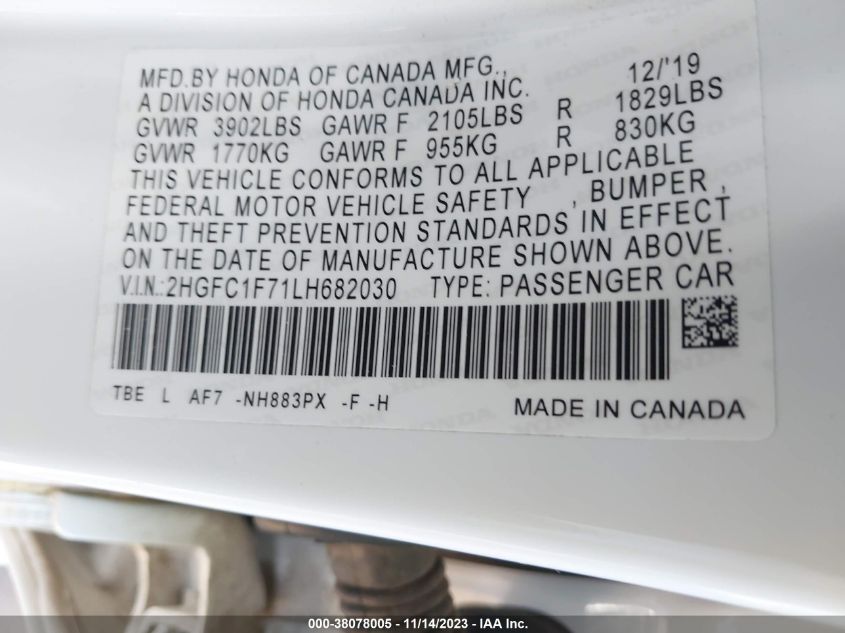 MFD.BY HONDA OF CANADA MFG., 12/'19
A DIVISION OF HONDA CANADA INC.
GVWR 3902LBS GAWR F 2105LBS R 1829LBS
GVWR 1770KG GAWR F 955KG R 830KG
THIS VEHICLE CONFORMS TO ALL APPLICABLE
FEDERAL MOTOR VEHICLE SAFETY , BUMPER ,
AND THEFT PREVENTION STANDARDS IN EFFECT
ON THE DATE OF MANUFACTURE SHOWN ABOVE.
V.I.N.:2HGFC1F71LH682030 TYPE: PASSENGER CAR
TBE L AF7 -NH883PX -F -H MADE IN CANADA
000-38078005 - 11/14/2023 - IAA Inc.